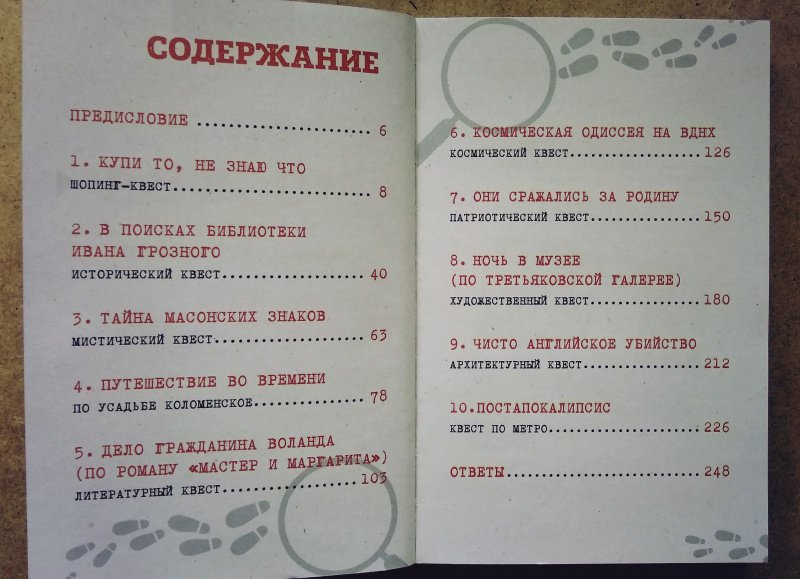 СОДЕРЖАНИЕ
ПРЕДИСЛОВИЕ ...................... 6
1. КУПИ ТО, НЕ ЗНАЮ ЧТО
ШОПИНГ-КВЕСТ......................... 8
2. В ПОИСКАХ БИБЛИОТЕКИ
ИВАНА ГРОЗНОГО
ИСТОРИЧЕСКИЙ КВЕСТ.................. 40
3. ТАЙНА МАСОНСКИХ ЗНАКОВ
МИСТИЧЕСКИЙ КВЕСТ................... 63
4. ПУТЕШЕСТВИЕ ВО ВРЕМЕНИ
ПО УСАДЬБЕ КОЛОМЕНСКОЕ.............. 78
5. ДЕЛО ГРАЖДАНИНА ВОЛАНДА
(ПО РОМАНУ «МАСТЕР И МАРГАРИТА»)
ЛИТЕРАТУРНЫЙ КВЕСТ................. 103
6. КОСМИЧЕСКАЯ ОДИССЕЯ НА ВДНХ
КОСМИЧЕСКИЙ КВЕСТ................. 126
7. ОНИ СРАЖАЛИСЬ ЗА РОДИНУ
ПАТРИОТИЧЕСКИЙ КВЕСТ.............. 150
8. НОЧЬ В МУЗЕЕ
(ПО ТРЕТЬЯКОВСКОЙ ГАЛЕРЕЕ)
ХУДОЖЕСТВЕННЫЙ КВЕСТ.............. 180
9. ЧИСТО АНГЛИЙСКОЕ УБИЙСТВО
АРХИТЕКТУРНЫЙ КВЕСТ............... 212
10.ПОСТАПОКАЛИПСИС
КВЕСТ ПО МЕТРО.................... 226
ОТВЕТЫ......................... 248